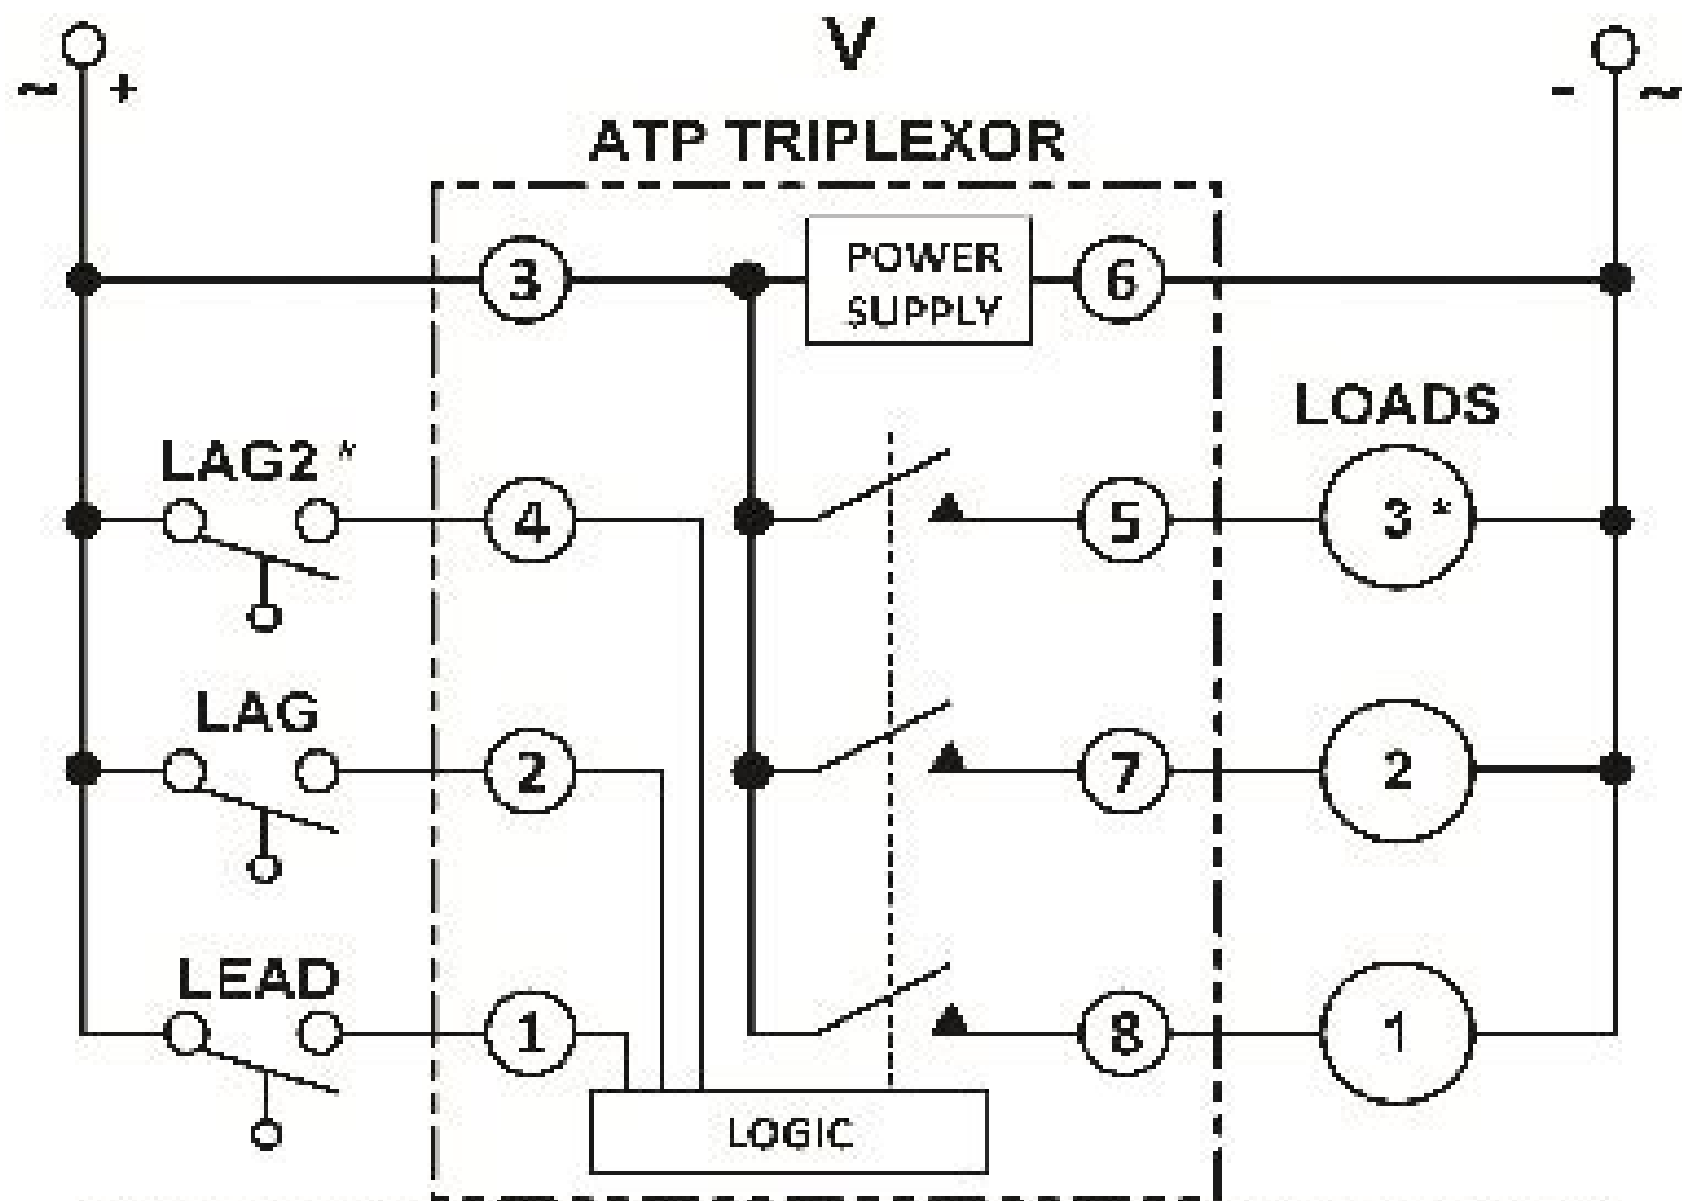 V
~ +
- ~
ATP TRIPLEXOR
3
POWER
SUPPLY
6
LOADS
LAG2 *
4
5
3 *
LAG
2
7
2
LEAD
1
8
1
LOGIC